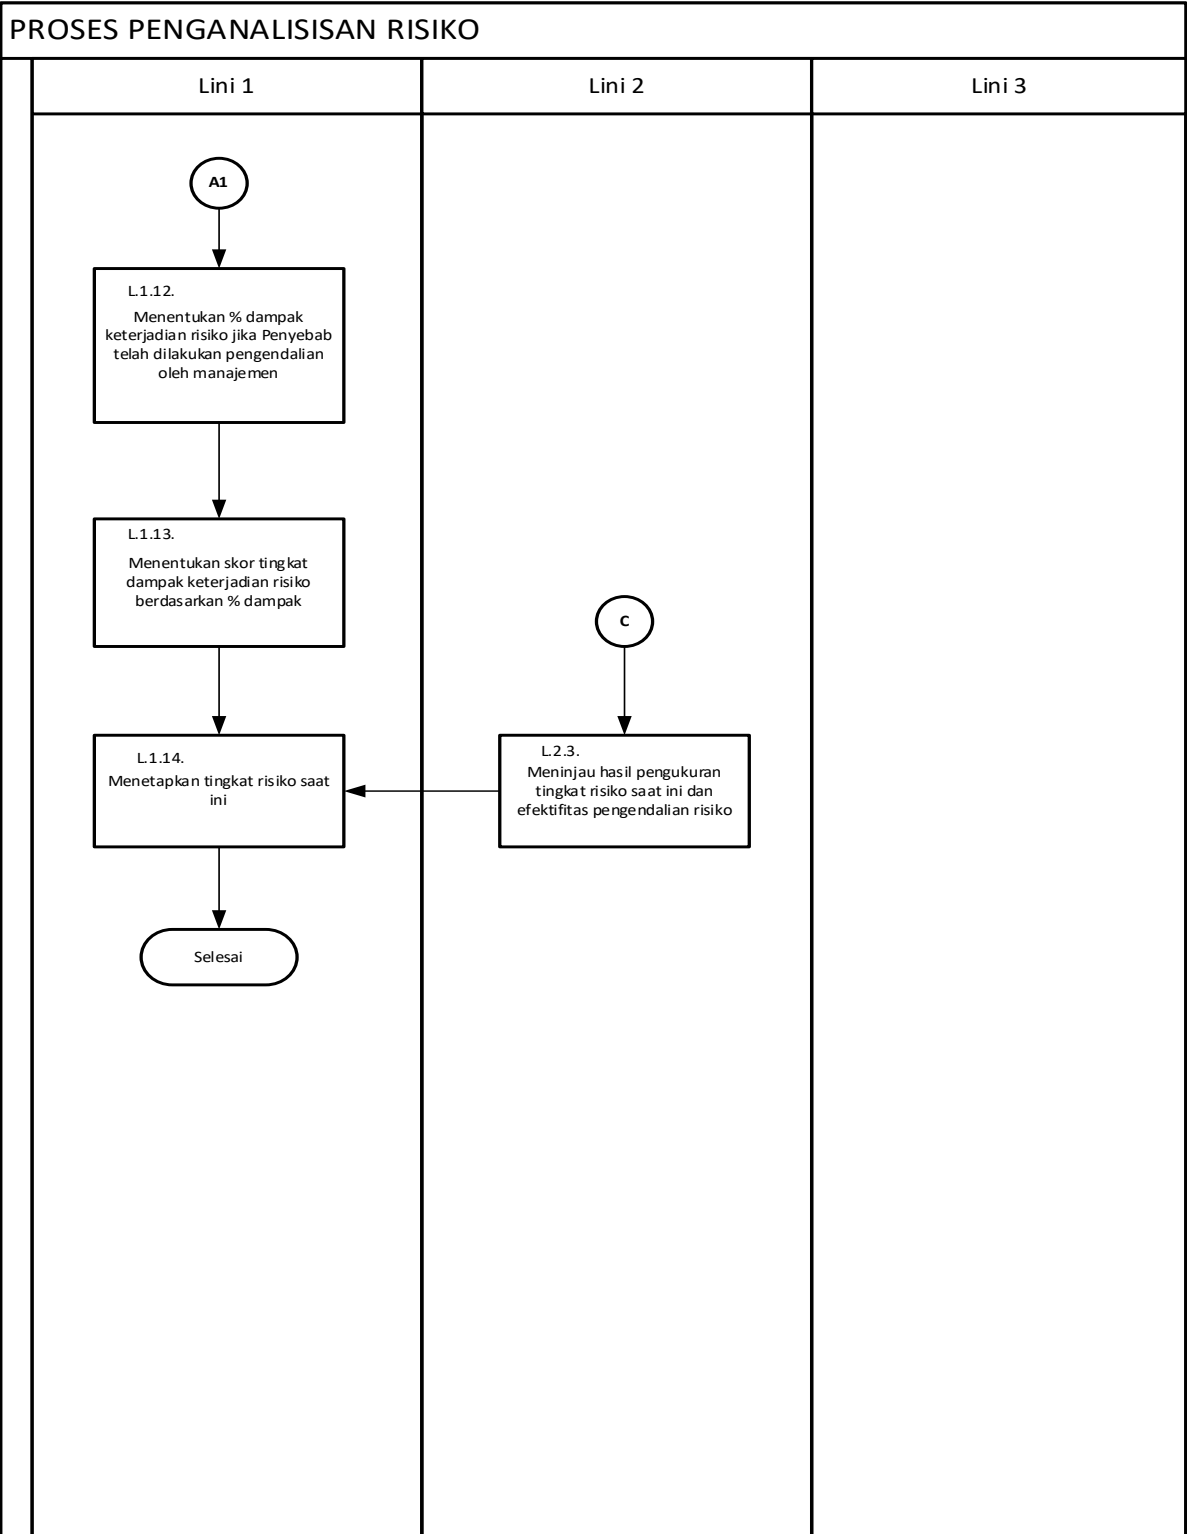 PROSES PENGANALISISAN RISIKO
Lini 1
Lini 2
Lini 3
A1
L.1.12.
Menentukan % dampak
keterjadian risiko jika Penyebab
telah dilakukan pengendalian
oleh manajemen
L.1.13.
Menentukan skor tingkat
dampak keterjadian risiko
berdasarkan % dampak
C
L.1.14.
Menetapkan tingkat risiko saat
ini
L.2.3.
Meninjau hasil pengukuran
tingkat risiko saat ini dan
efektifitas pengendalian risiko
Selesai